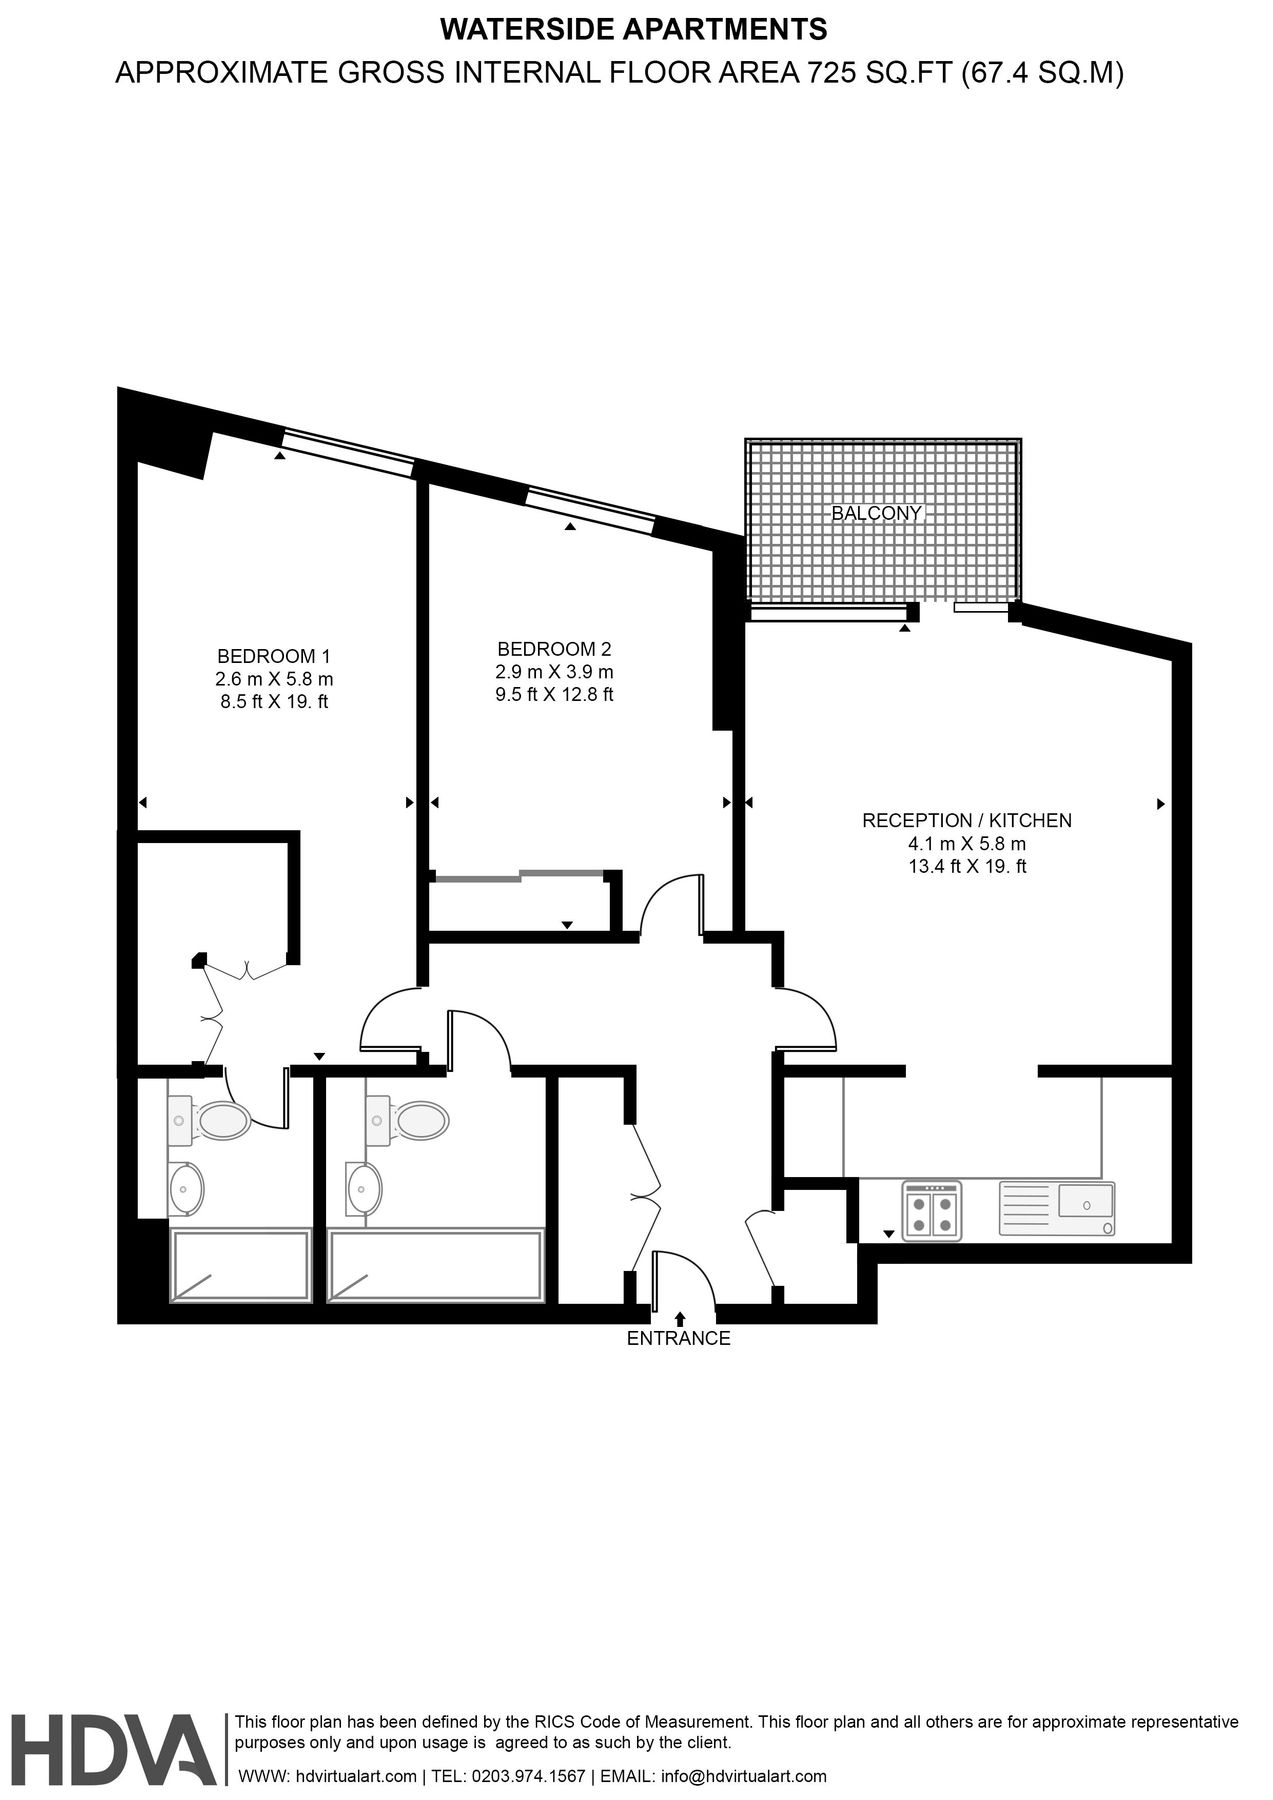 WATERSIDE APARTMENTS
APPROXIMATE GROSS INTERNAL FLOOR AREA 725 SQ.FT (67.4 SQ.M)
BALCONY
BEDROOM 1
2.6 m X 5.8 m
8.5 ft X 19. ft
BEDROOM 2
2.9 m X 3.9 m
9.5 ft X 12.8 ft
RECEPTION / KITCHEN
4.1 m X 5.8 m
13.4 ft X 19. ft
ENTRANCE
HDVA
This floor plan has been defined by the RICS Code of Measurement. This floor plan and all others are for approximate representative
purposes only and upon usage is agreed to as such by the client.
WWW: hdvirtualart.com | TEL: 0203.974.1567 | EMAIL: info@hdvirtualart.com